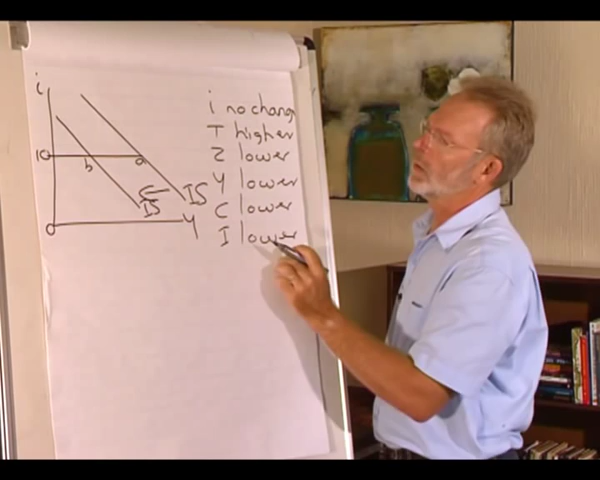 i
10
b
a
IS
IS
0
Y
i no change
T higher
Z lower
Y lower
C lower
I lower